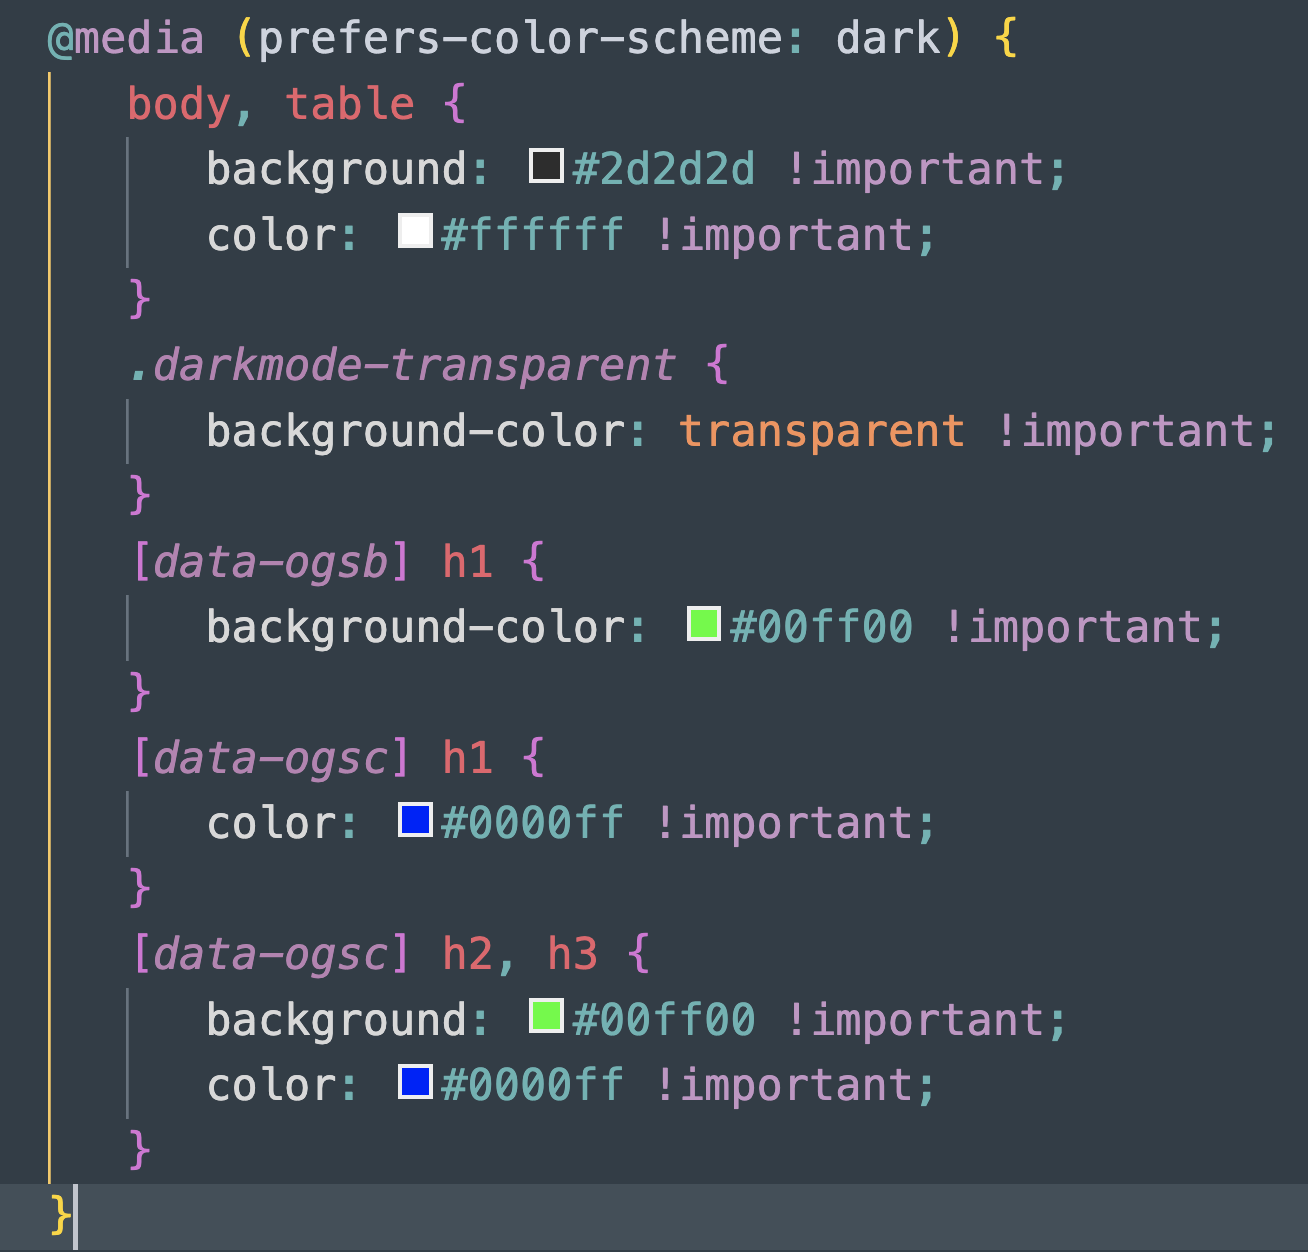 @media (prefers-color-scheme: dark) {
body, table {
background: #2d2d2d !important;
color: #ffffff !important;
}
.darkmode-transparent {
background-color: transparent !important;
}
[data-ogsb] h1 {
background-color: #00ff00 !important;
}
[data-ogsc] h1 {
color: #0000ff !important;
}
[data-ogsc] h2, h3 {
background: #00ff00 !important;
color: #0000ff !important;
}
}